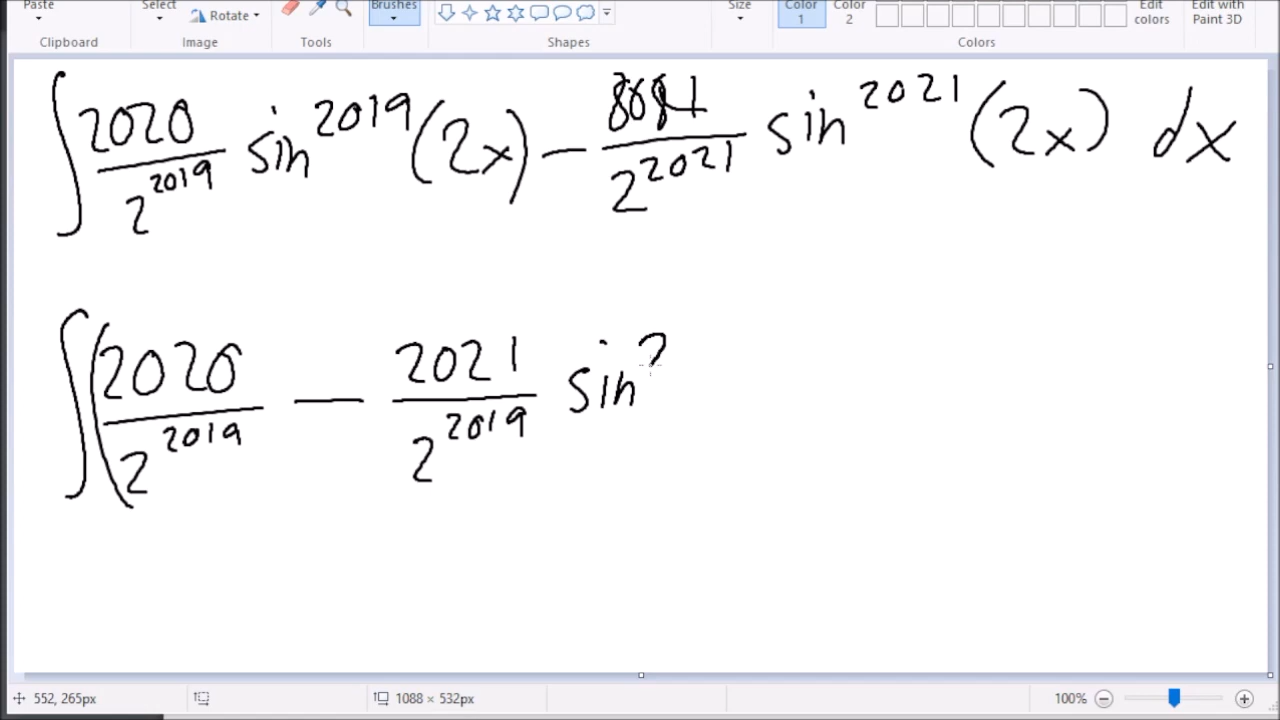 Paste Select Rotate Brushes Size Color 1 Color 2 Edit colors Edit with Paint 3D
Clipboard Image Tools Shapes Colors
∫ 2020/2^2019 sin^2019(2x) − 8084/2^2021 sin^2021(2x) dx
∫(2020/2^2019 − 2021/2^2019 sin^2
552, 265px 1088 × 532px 100%